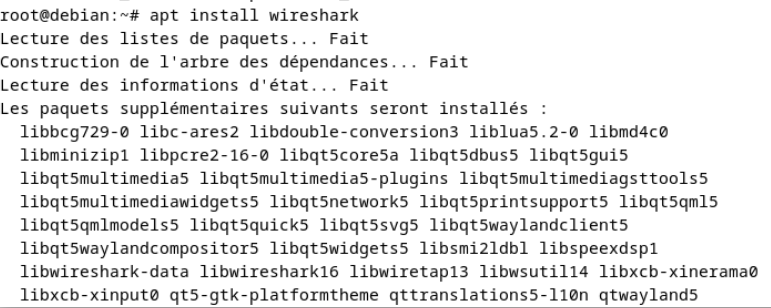 root@debian:~# apt install wireshark
Lecture des listes de paquets... Fait
Construction de l'arbre des dépendances... Fait
Lecture des informations d'état... Fait
Les paquets supplémentaires suivants seront installés :
libbcg729-0 libc-ares2 libdouble-conversion3 liblua5.2-0 libmd4c0
libminizip1 libpcre2-16-0 libqt5core5a libqt5dbus5 libqt5gui5
libqt5multimedia5 libqt5multimedia5-plugins libqt5multimediagsttools5
libqt5multimediawidgets5 libqt5network5 libqt5printsupport5 libqt5qml5
libqt5qmlmodels5 libqt5quick5 libqt5svg5 libqt5waylandclient5
libqt5waylandcompositor5 libqt5widgets5 libsmi2ldbl libspeexdsp1
libwireshark-data libwireshark16 libwiretap13 libwsutil14 libxcb-xinerama0
libxcb-xinput0 qt5-gtk-platformtheme qttranslations5-l10n qtwayland5